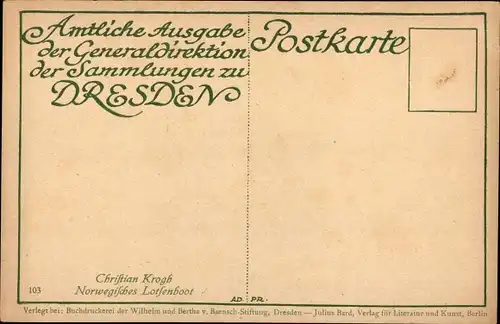 Amtliche Ausgabe
der Generaldirektion
der Sammlungen zu
DRESDEN
Postkarte
Christian Krogh
103 Norwegisches Lotsenboot
AD. PR.
Verlegt bei: Buchdruckerei der Wilhelm und Bertha v. Baensch-Stiftung, Dresden — Julius Bard, Verlag für Literatur und Kunst, Berlin